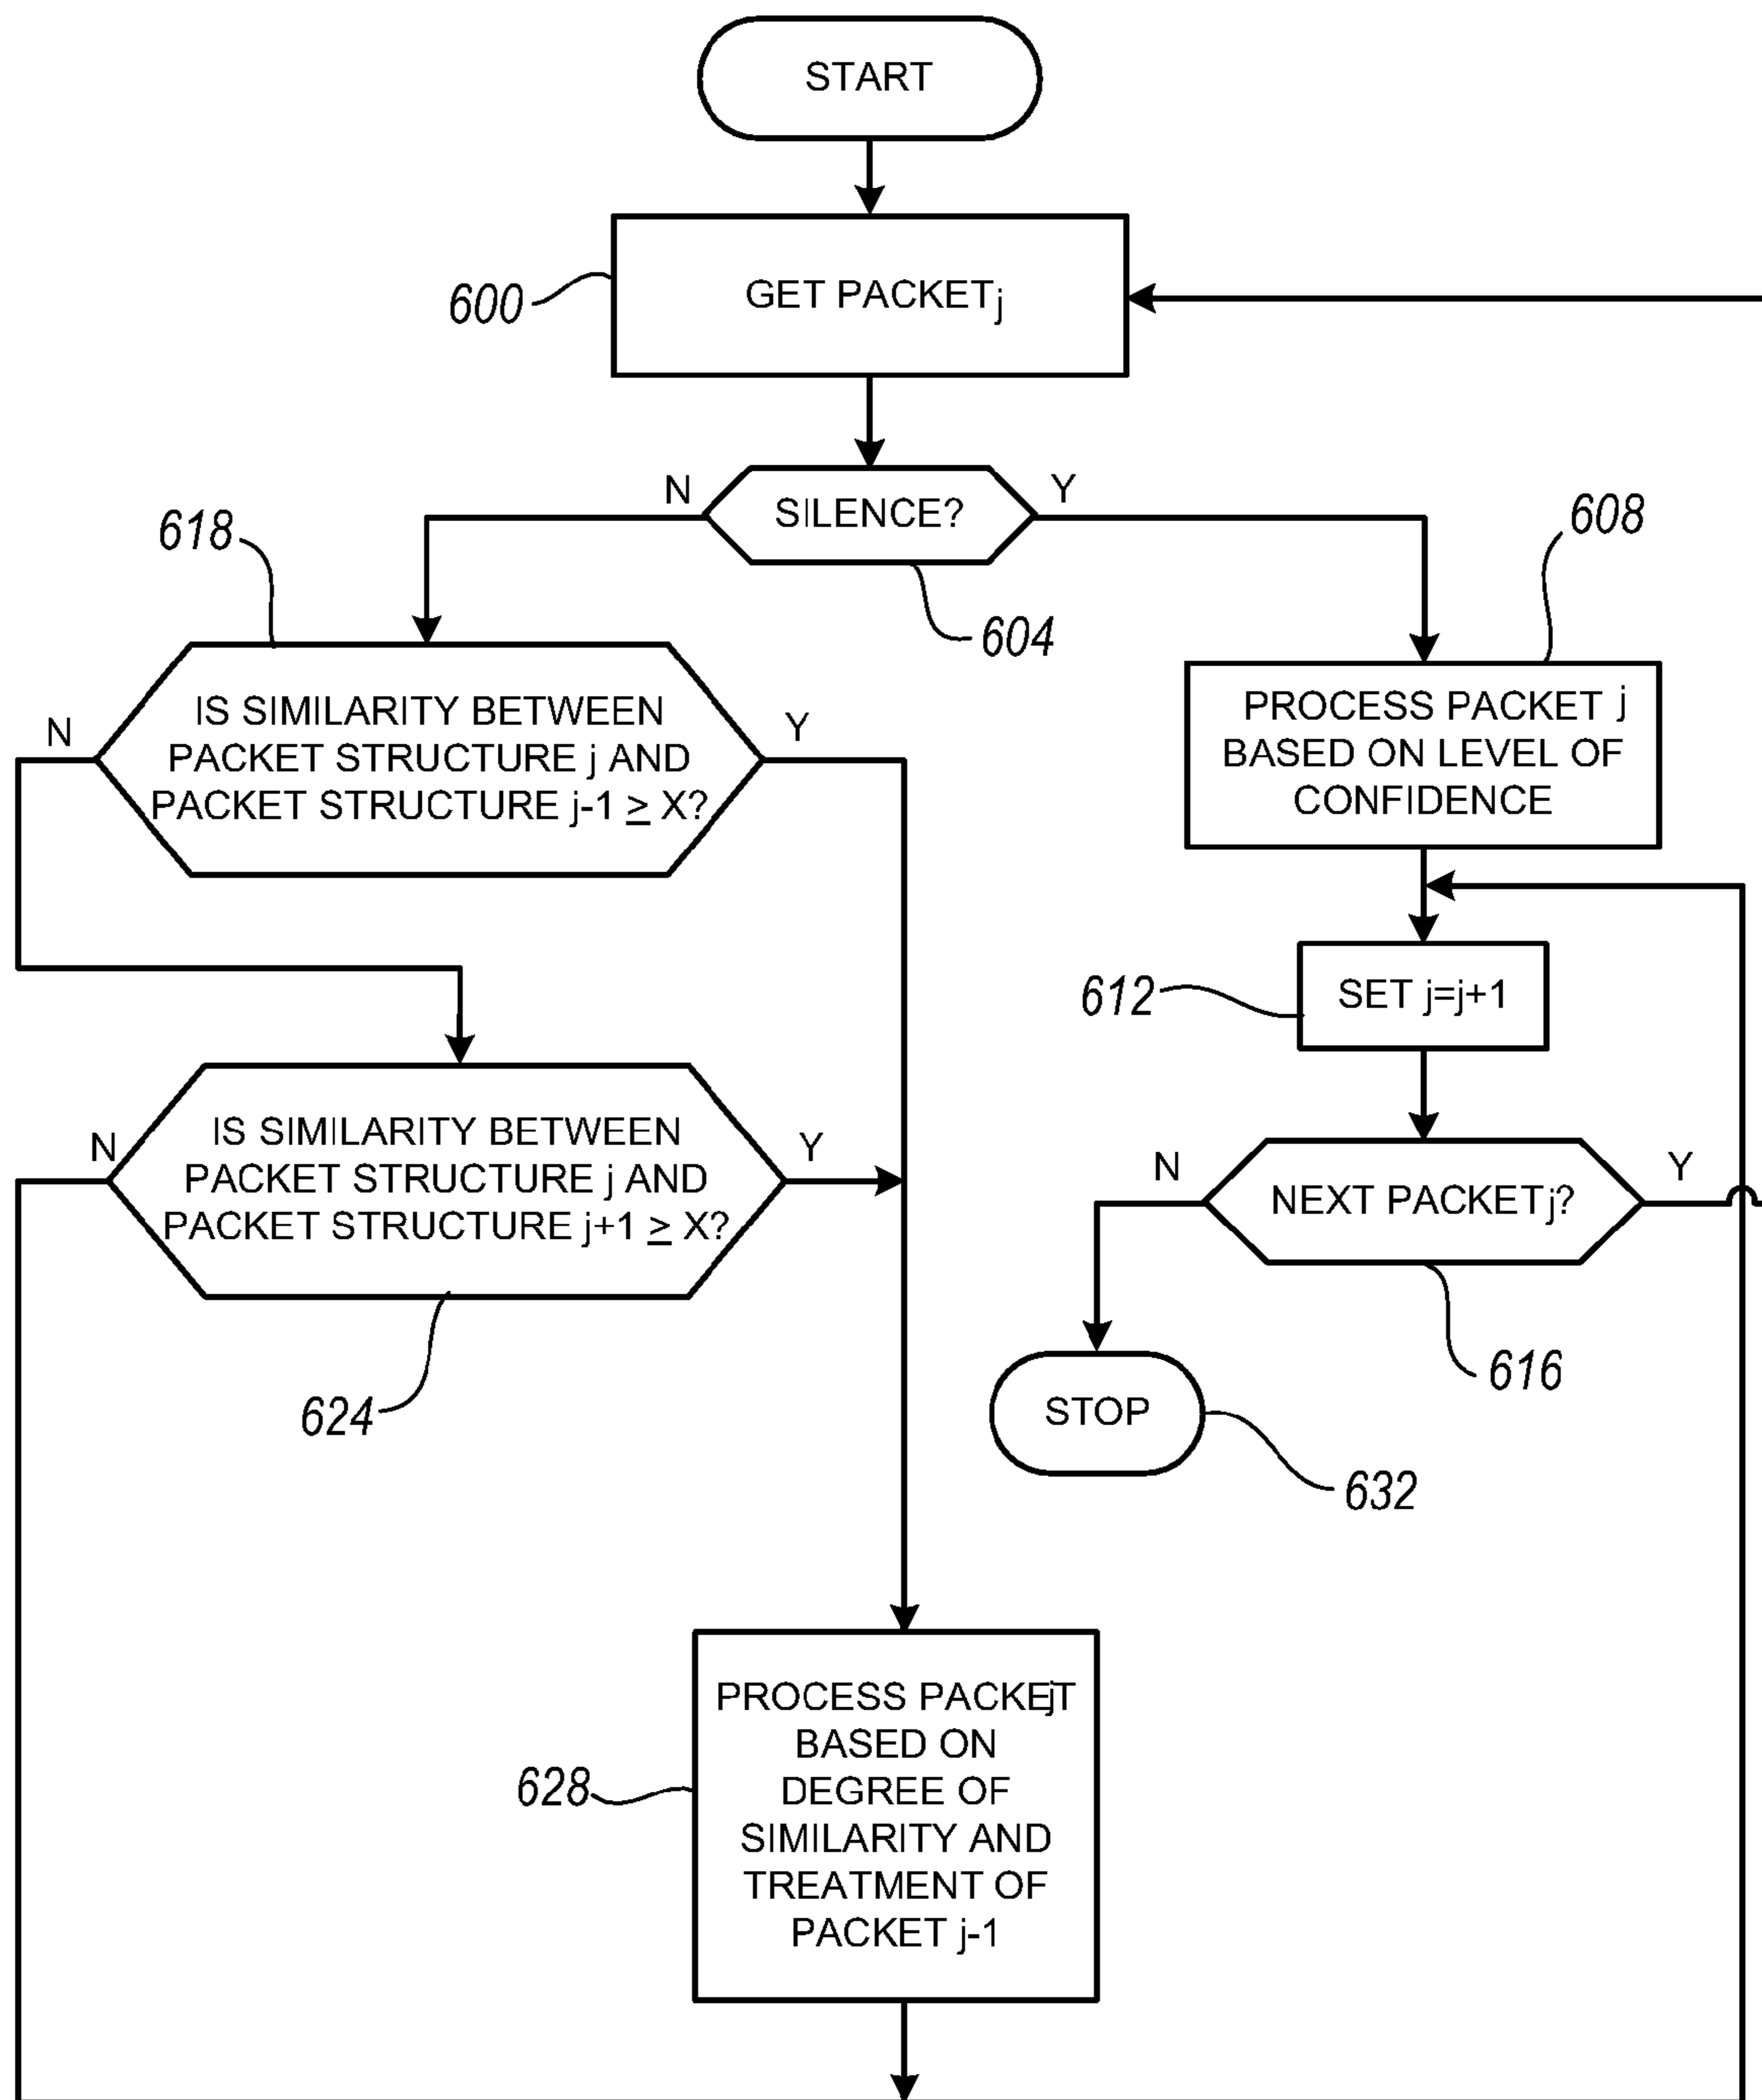 START
600
GET PACKETj
N
SILENCE?
Y
618
608
604
IS SIMILARITY BETWEEN
PACKET STRUCTURE j AND
PACKET STRUCTURE j-1 ≥ X?
N
Y
PROCESS PACKET j
BASED ON LEVEL OF
CONFIDENCE
612
SET j=j+1
IS SIMILARITY BETWEEN
PACKET STRUCTURE j AND
PACKET STRUCTURE j+1 ≥ X?
N
Y
N
NEXT PACKETj?
Y
624
616
STOP
632
628
PROCESS PACKETj
BASED ON
DEGREE OF
SIMILARITY AND
TREATMENT OF
PACKET j-1